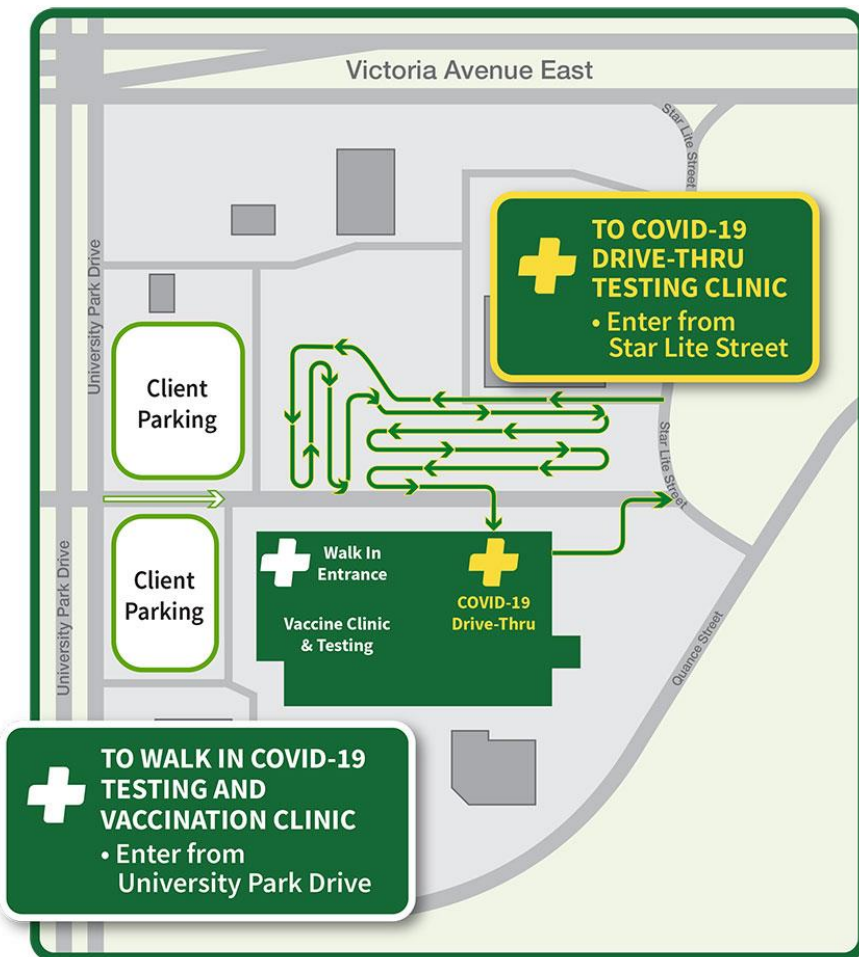 Victoria Avenue East
Star Lite Street
TO COVID-19
DRIVE-THRU
TESTING CLINIC
• Enter from
Star Lite Street
University Park Drive
Client
Parking
Star Lite Street
Client
Parking
Walk In
Entrance
Vaccine Clinic
& Testing
COVID-19
Drive-Thru
University Park Drive
Quance Street
TO WALK IN COVID-19
TESTING AND
VACCINATION CLINIC
• Enter from
University Park Drive